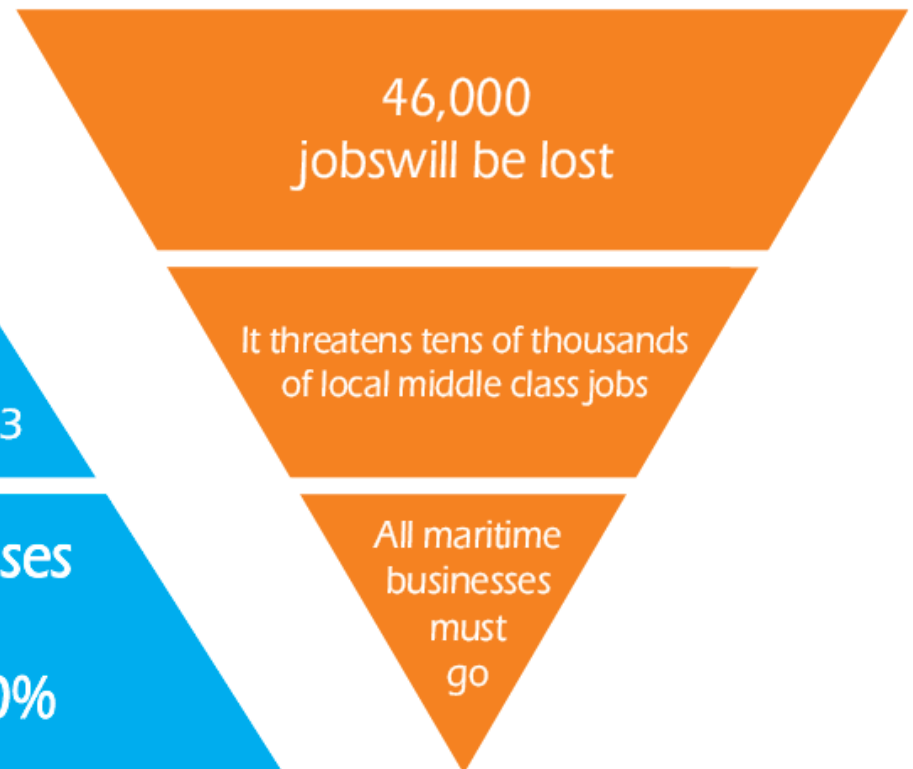 46,000
jobswill be lost
It threatens tens of thousands
of local middle class jobs
3
ses
0%
All maritime
businesses
must
go